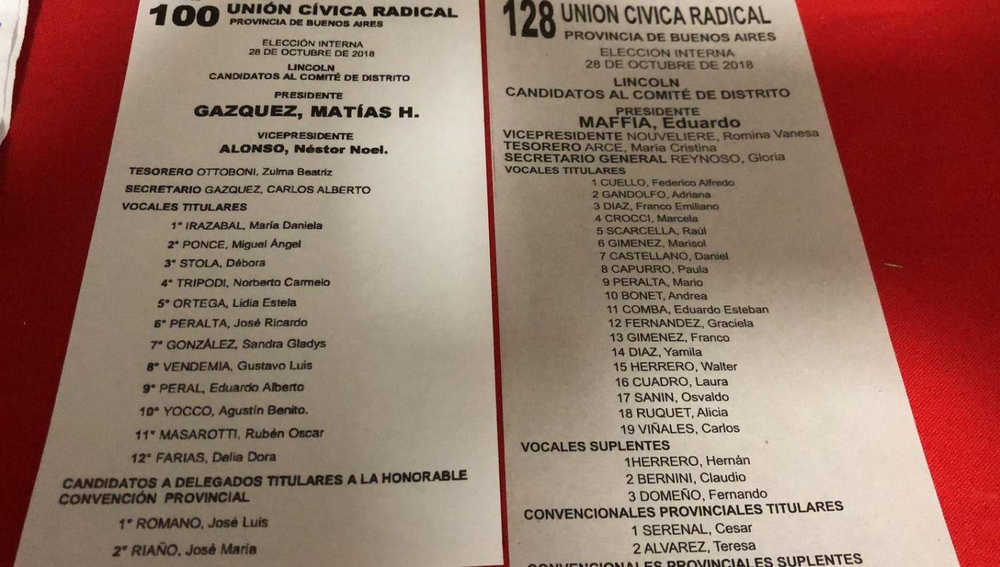 100 UNIÓN CÍVICA RADICAL
PROVINCIA DE BUENOS AIRES
ELECCIÓN INTERNA
28 DE OCTUBRE DE 2018
LINCOLN
CANDIDATOS AL COMITÉ DE DISTRITO
PRESIDENTE
GAZQUEZ, MATÍAS H.
VICEPRESIDENTE
ALONSO, Néstor Noel.
TESORERO OTTOBONI, Zulma Beatriz
SECRETARIO GAZQUEZ, CARLOS ALBERTO
VOCALES TITULARES
1° IRAZABAL, María Daniela
2° PONCE, Miguel Ángel
3° STOLA, Débora
4° TRIPODI, Norberto Carmelo
5° ORTEGA, Lidia Estela
6° PERALTA, José Ricardo
7° GONZÁLEZ, Sandra Gladys
8° VENDEMIA, Gustavo Luis
9° PERAL, Eduardo Alberto
10° YOCCO, Agustín Benito.
11° MASAROTTI, Rubén Oscar
12° FARIAS, Delia Dora
CANDIDATOS A DELEGADOS TITULARES A LA HONORABLE
CONVENCIÓN PROVINCIAL
1° ROMANO, José Luis
2° RIAÑO, José María
128 UNION CIVICA RADICAL
PROVINCIA DE BUENOS AIRES
ELECCION INTERNA
28 DE OCTUBRE DE 2018
LINCOLN
CANDIDATOS AL COMITÉ DE DISTRITO
PRESIDENTE
MAFFIA, Eduardo
VICEPRESIDENTE NOUVELIERE, Romina Vanesa
TESORERO ARCE, Maria Cristina
SECRETARIO GENERAL REYNOSO, Gloria
VOCALES TITULARES
1 CUELLO, Federico Alfredo
2 GANDOLFO, Adriana
3 DIAZ, Franco Emiliano
4 CROCCI, Marcela
5 SCARCELLA, Raúl
6 GIMENEZ, Marisol
7 CASTELLANO, Daniel
8 CAPURRO, Paula
9 PERALTA, Mario
10 BONET, Andrea
11 COMBA, Eduardo Esteban
12 FERNANDEZ, Graciela
13 GIMENEZ, Franco
14 DIAZ, Yamila
15 HERRERO, Walter
16 CUADRO, Laura
17 SANIN, Osvaldo
18 RUQUET, Alicia
19 VIÑALES, Carlos
VOCALES SUPLENTES
1HERRERO, Hernán
2 BERNINI, Claudio
3 DOMEÑO, Fernando
CONVENCIONALES PROVINCIALES TITULARES
1 SERENAL, Cesar
2 ALVAREZ, Teresa
CONVENCIONALES PROVINCIALES SUPLENTES